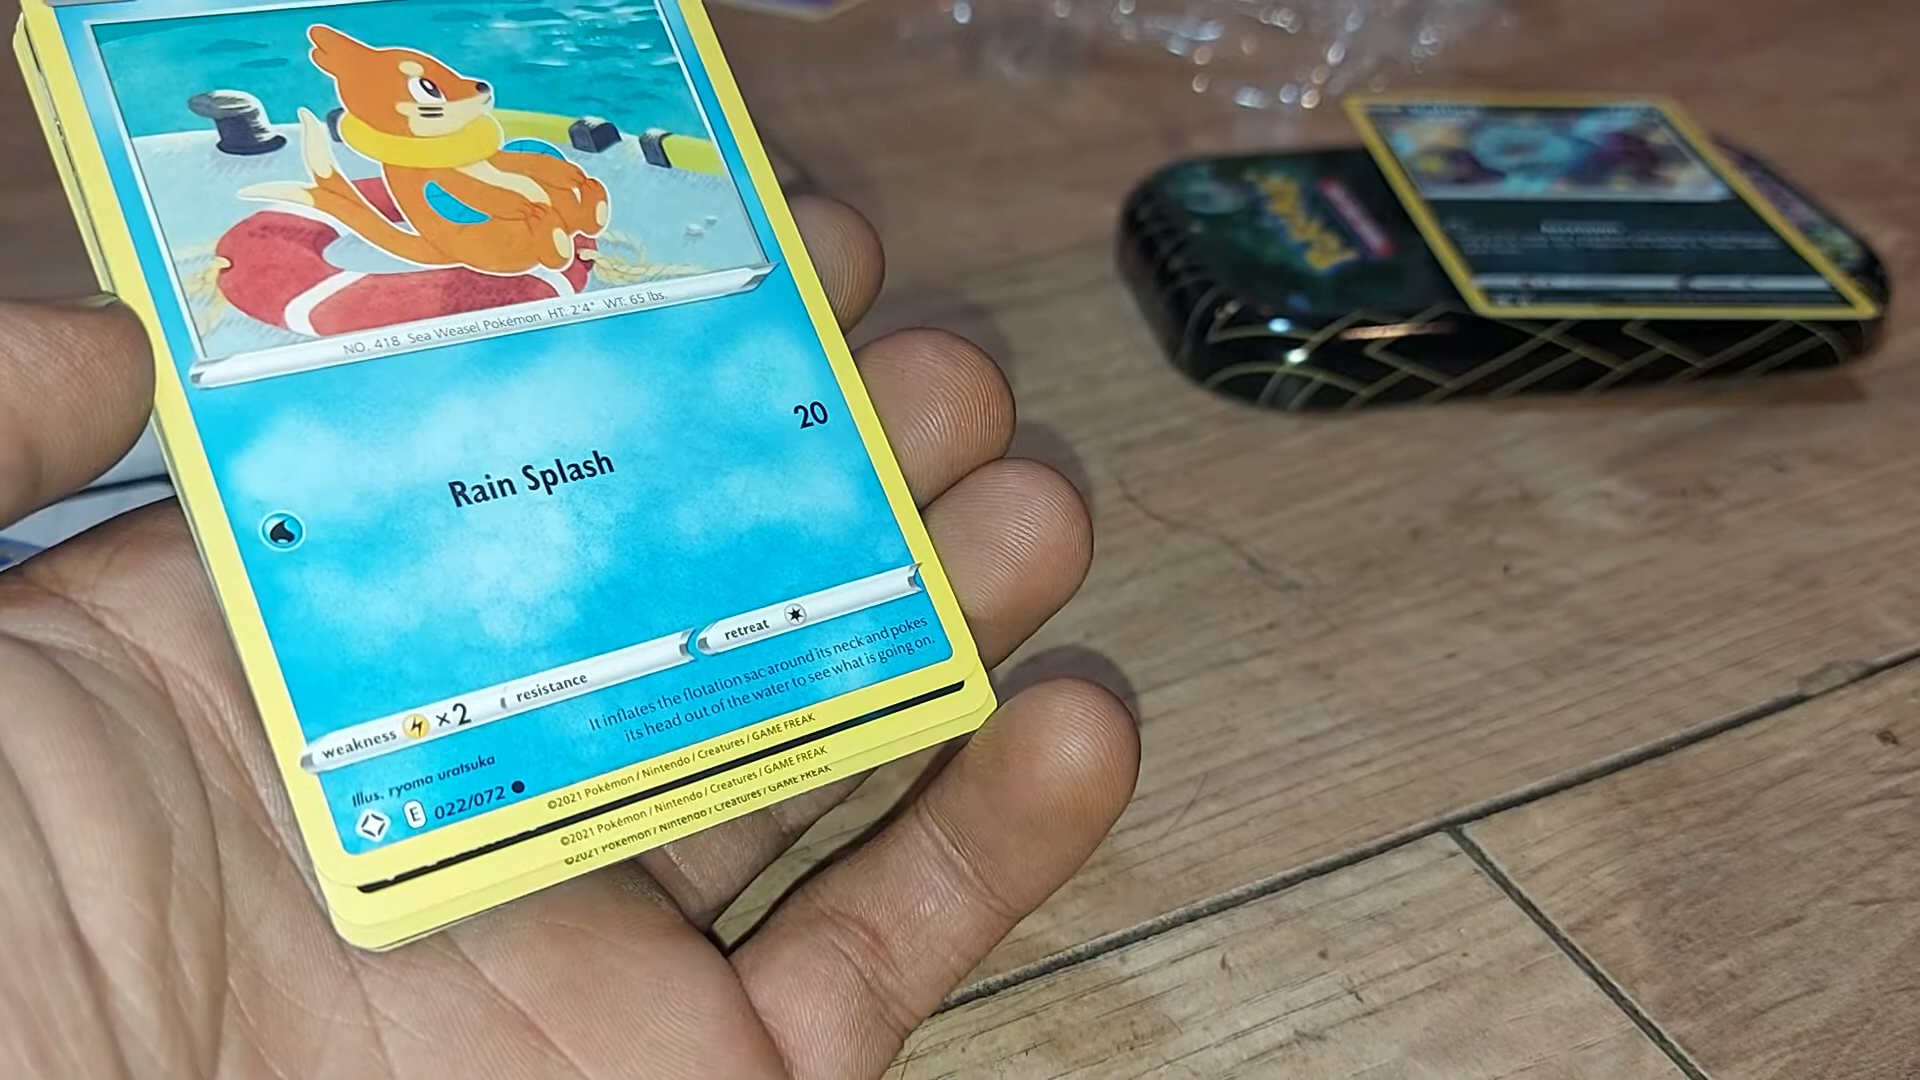 NO. 418 Sea Weasel Pokémon HT: 2'4" WT: 65 lbs.
Rain Splash 20
weakness ×2 resistance retreat
It inflates the flotation sac around its neck and pokes
its head out of the water to see what is going on.
Illus. ryoma uratsuka
E 022/072
©2021 Pokémon / Nintendo / Creatures / GAME FREAK
©2021 Pokémon / Nintendo / Creatures / GAME FREAK
©2021 Pokémon / Nintendo / Creatures / GAME FREAK
Pokémon